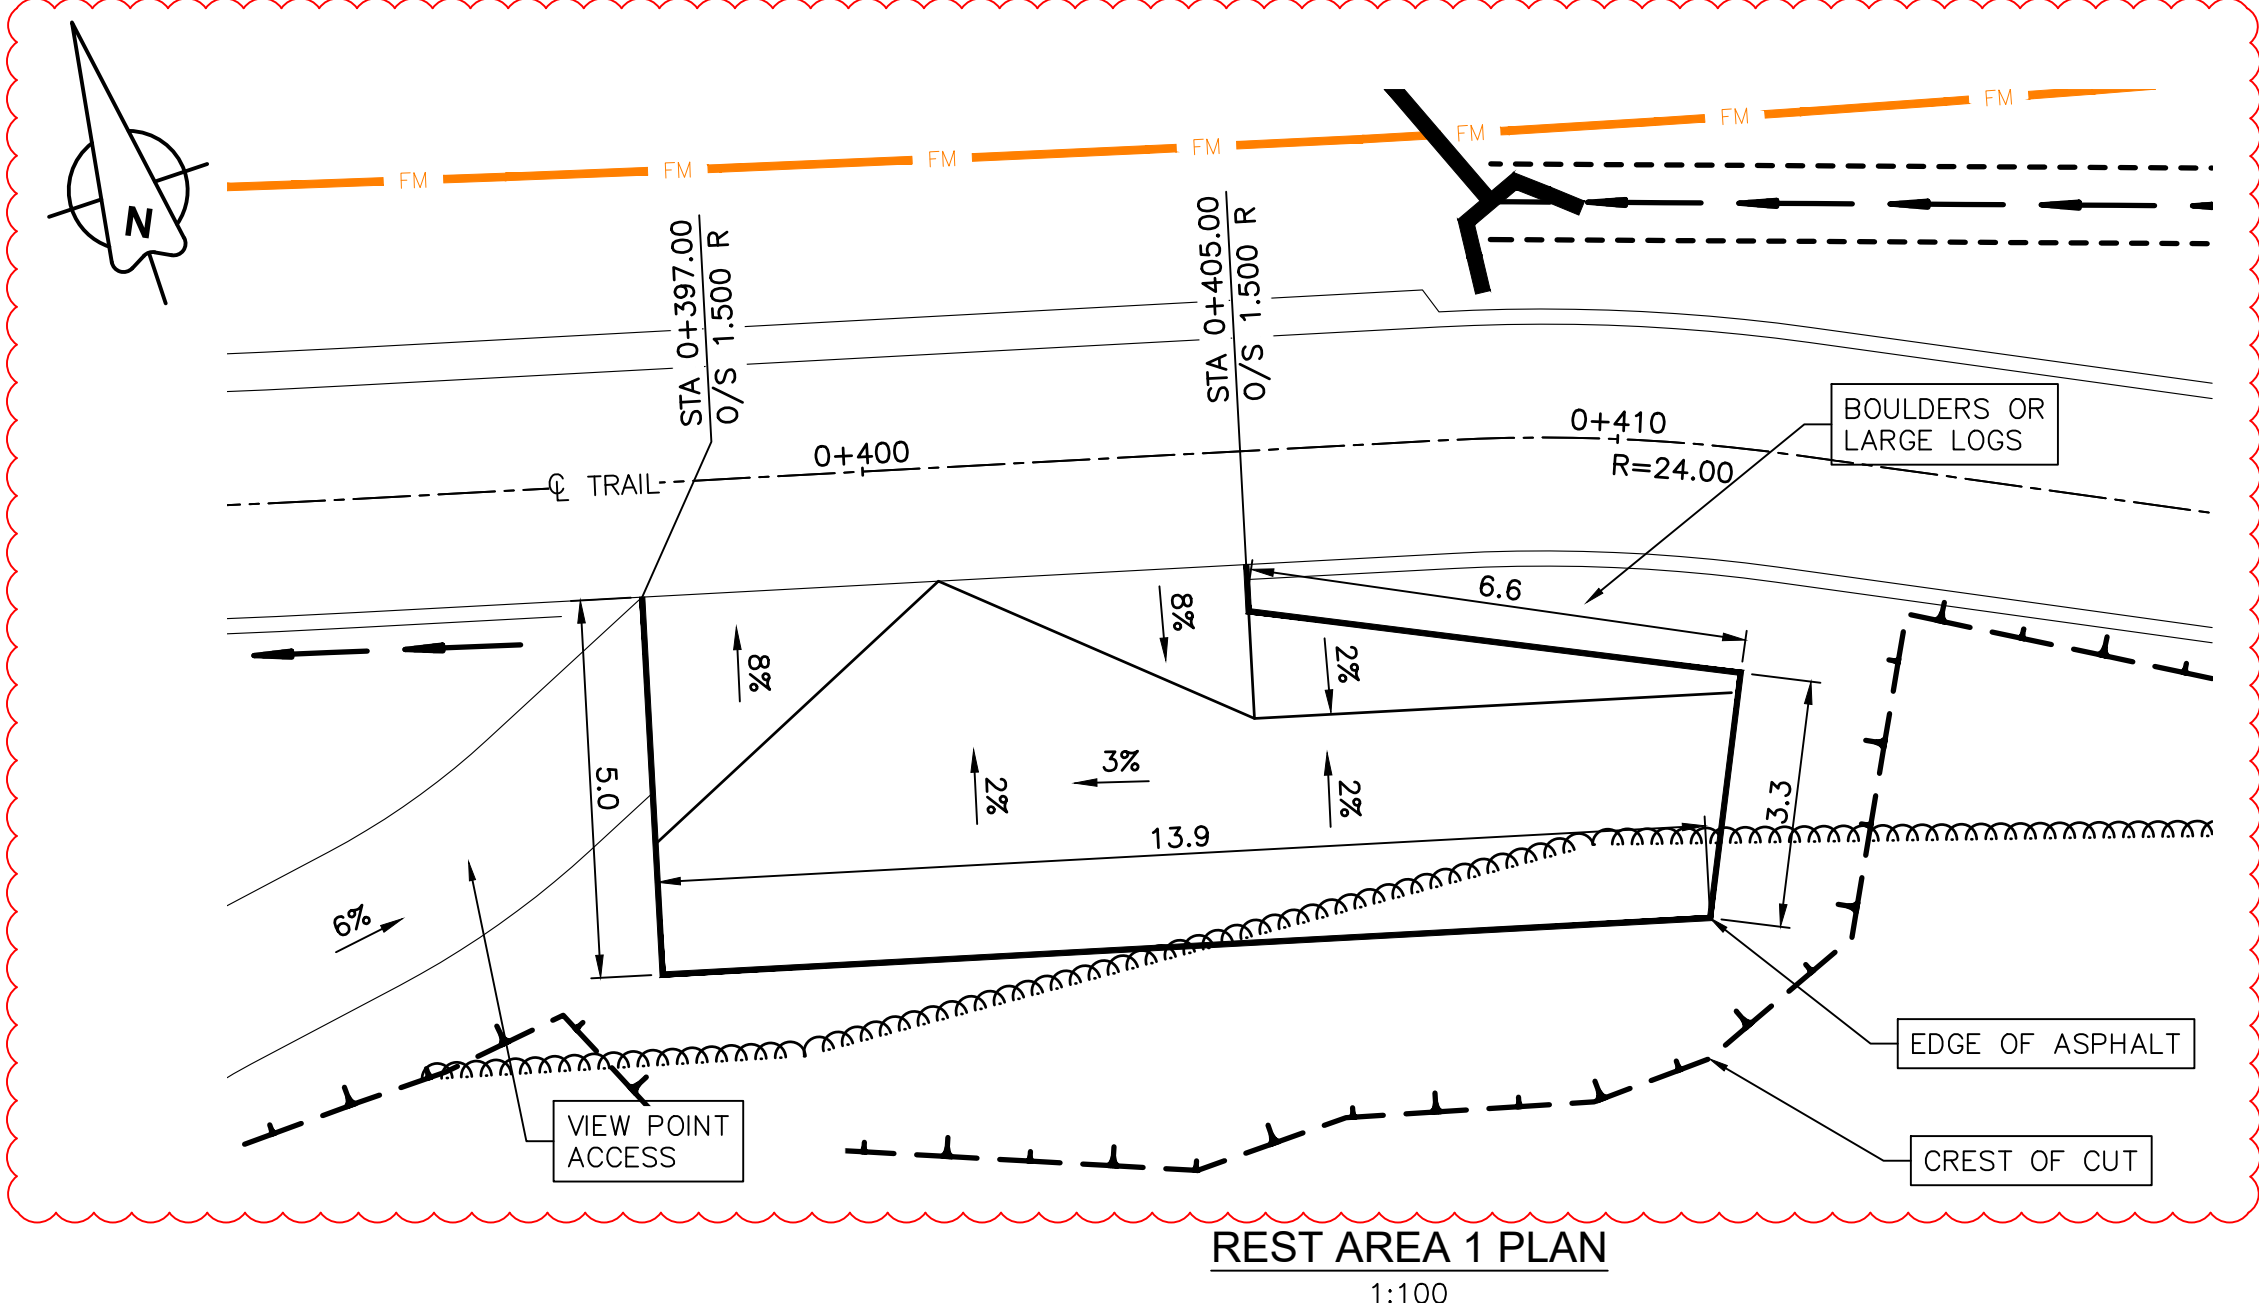 FM FM FM FM FM FM FM
N
STA 0+397.00
O/S 1.500 R
STA 0+405.00
O/S 1.500 R
BOULDERS OR
LARGE LOGS
0+400
0+410
R=24.00
℄ TRAIL
6.6
8%
8%
2%
5.0
2%
3%
2%
3.3
13.9
6%
EDGE OF ASPHALT
VIEW POINT
ACCESS
CREST OF CUT
REST AREA 1 PLAN
1:100